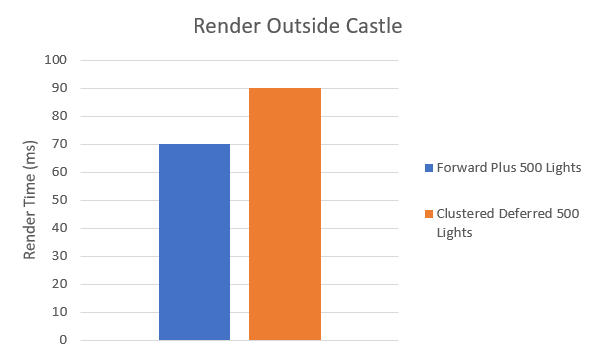 Render Outside Castle
100
90
80
70
60
50
40
30
20
10
0
Render Time (ms)
Forward Plus 500 Lights
Clustered Deferred 500
Lights